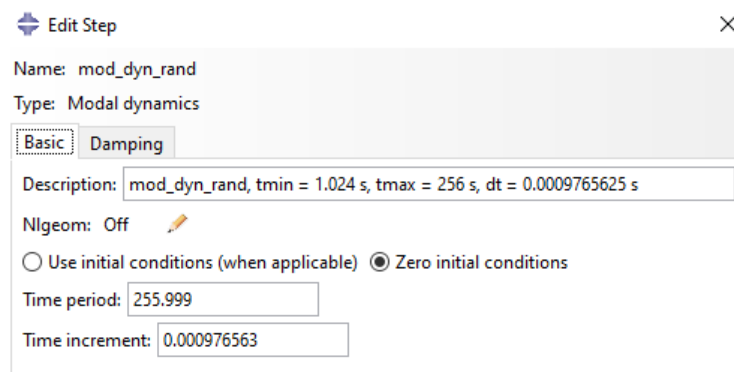 Edit Step
Name: mod_dyn_rand
Type: Modal dynamics
Basic Damping
Description: mod_dyn_rand, tmin = 1.024 s, tmax = 256 s, dt = 0.0009765625 s
Nlgeom: Off
Use initial conditions (when applicable) Zero initial conditions
Time period: 255.999
Time increment: 0.000976563